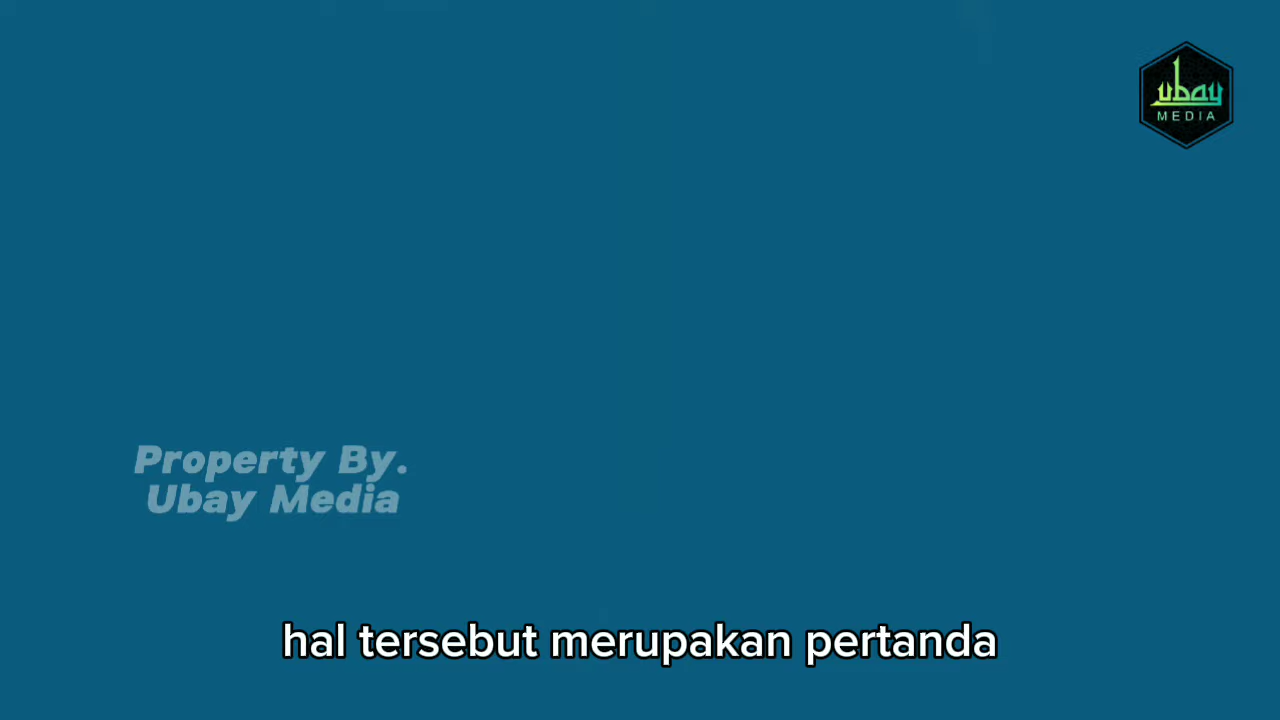 ubay
MEDIA
Property By.
Ubay Media
hal tersebut merupakan pertanda